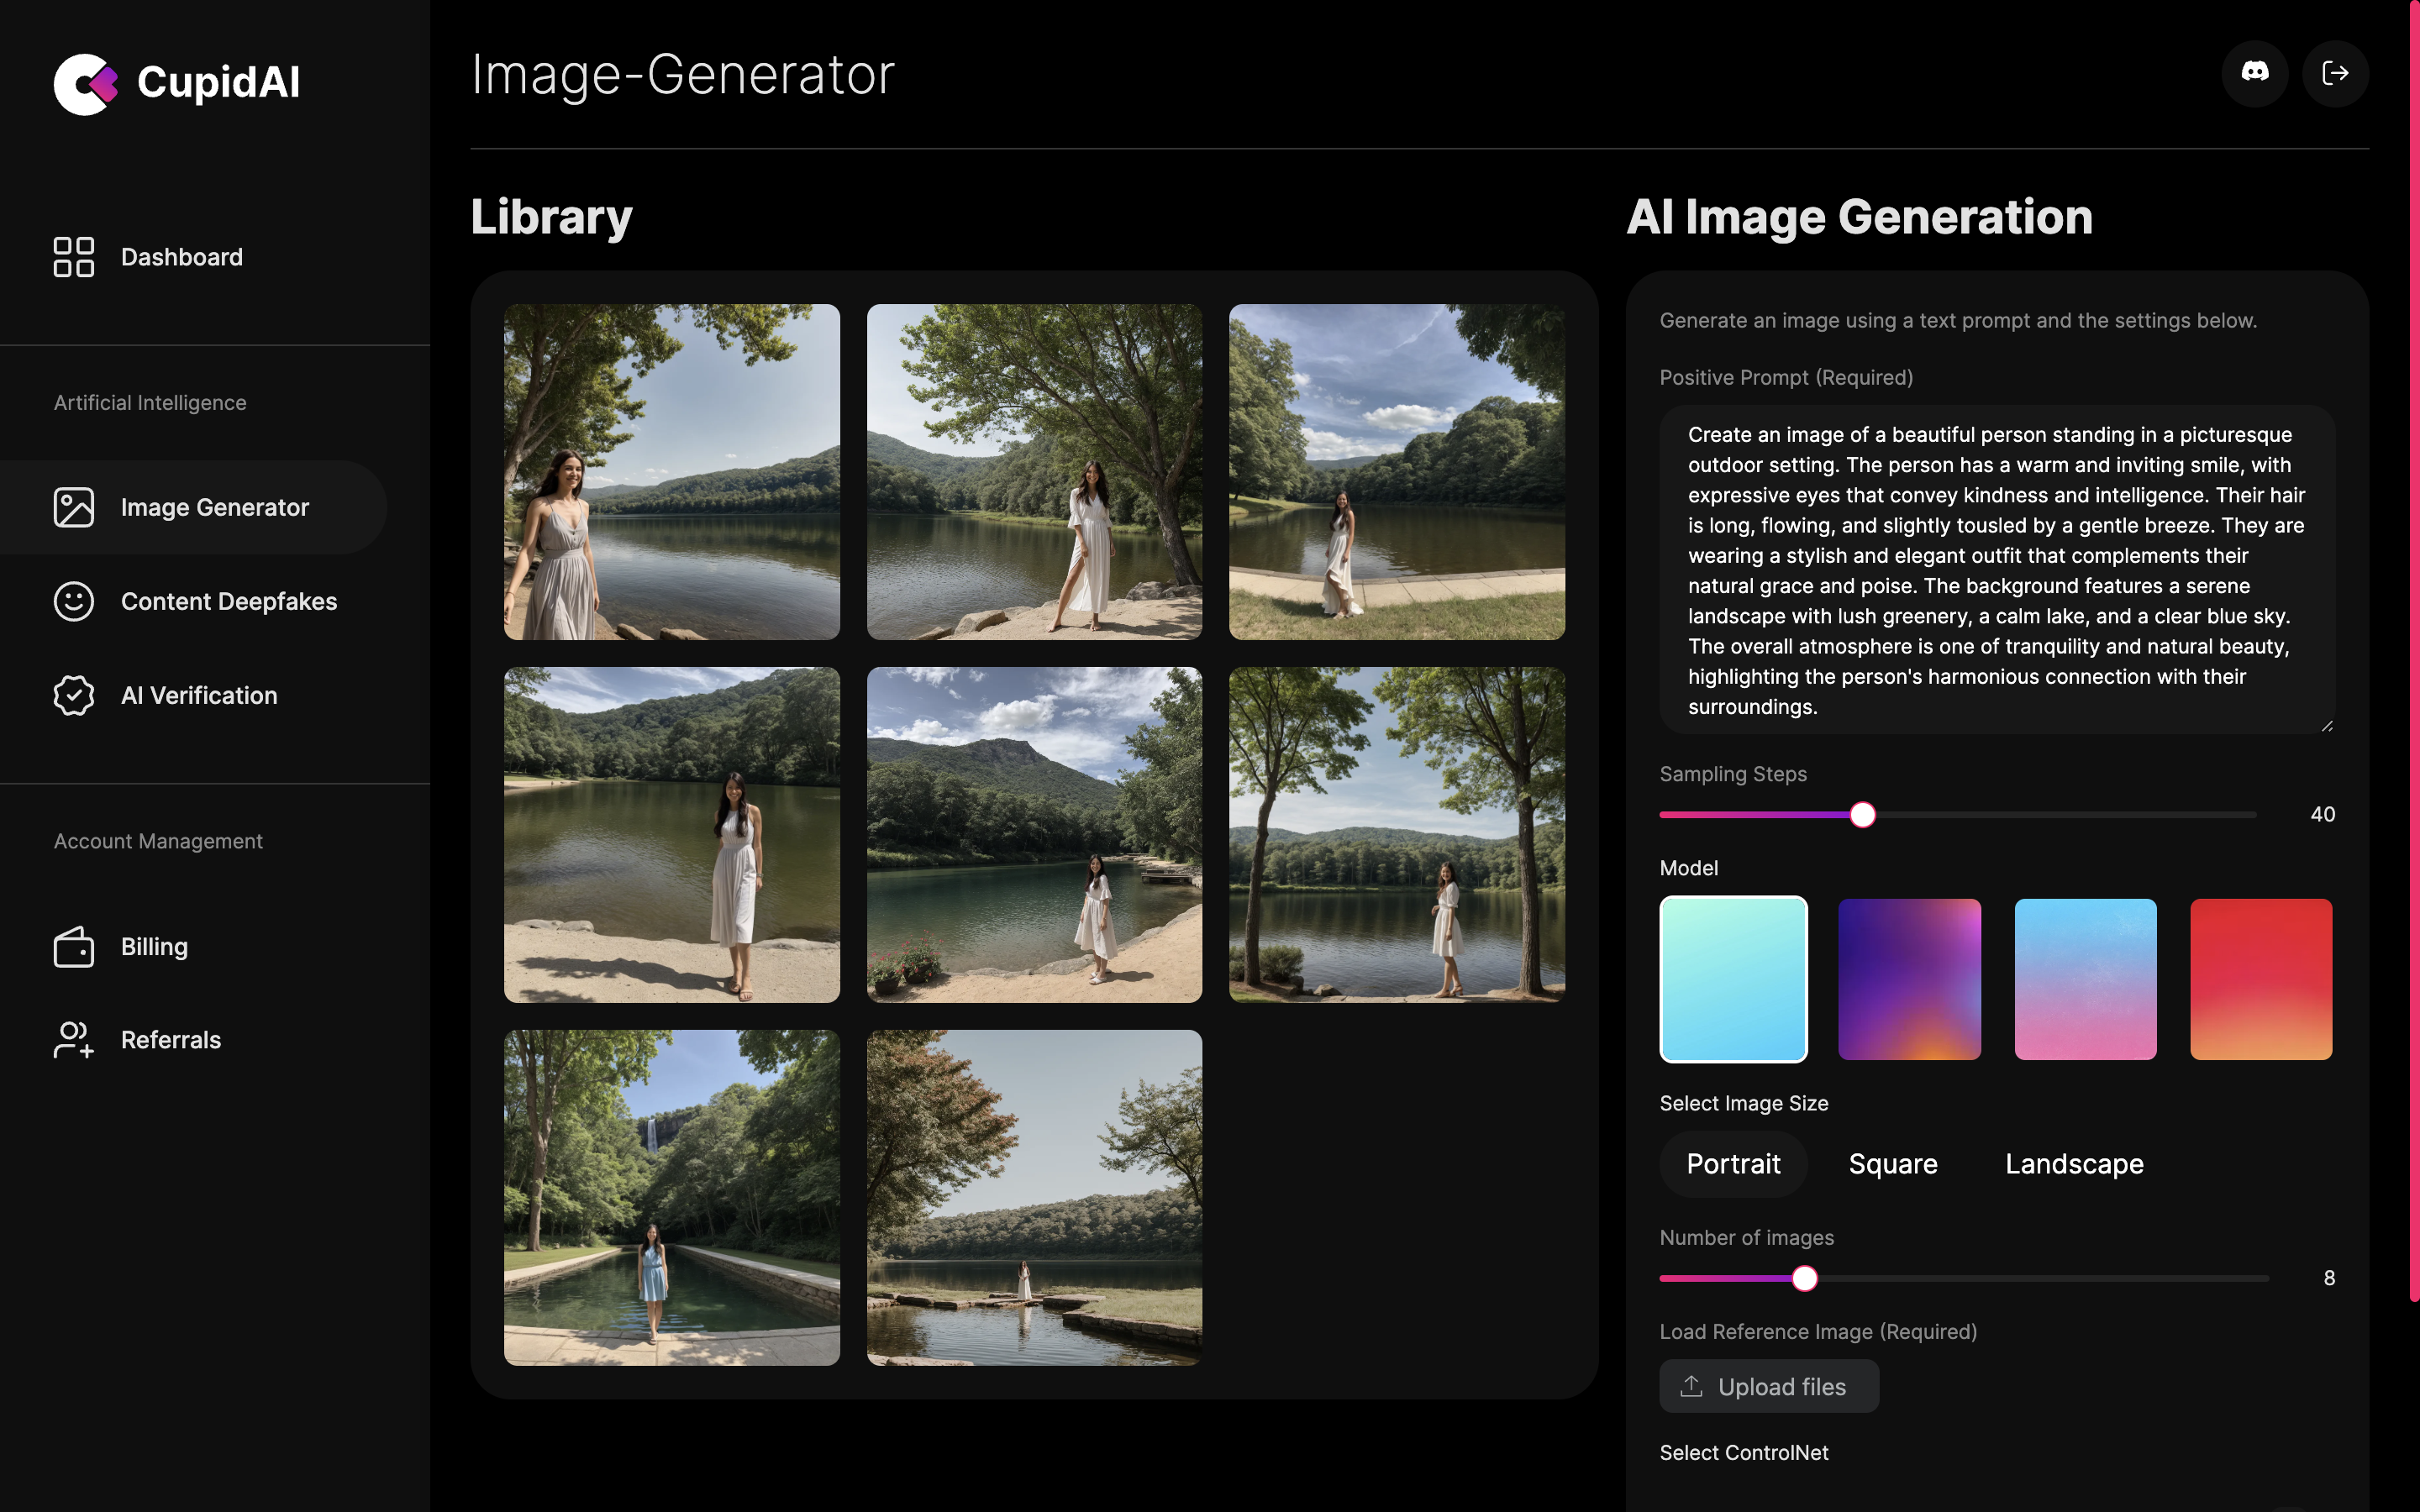 CupidAI
Dashboard
Artificial Intelligence
Image Generator
Content Deepfakes
AI Verification
Account Management
Billing
Referrals
Image-Generator
Library
AI Image Generation
Generate an image using a text prompt and the settings below.
Positive Prompt (Required)
Create an image of a beautiful person standing in a picturesque
outdoor setting. The person has a warm and inviting smile, with
expressive eyes that convey kindness and intelligence. Their hair
is long, flowing, and slightly tousled by a gentle breeze. They are
wearing a stylish and elegant outfit that complements their
natural grace and poise. The background features a serene
landscape with lush greenery, a calm lake, and a clear blue sky.
The overall atmosphere is one of tranquility and natural beauty,
highlighting the person's harmonious connection with their
surroundings.
Sampling Steps
40
Model
Select Image Size
Portrait Square Landscape
Number of images
8
Load Reference Image (Required)
Upload files
Select ControlNet